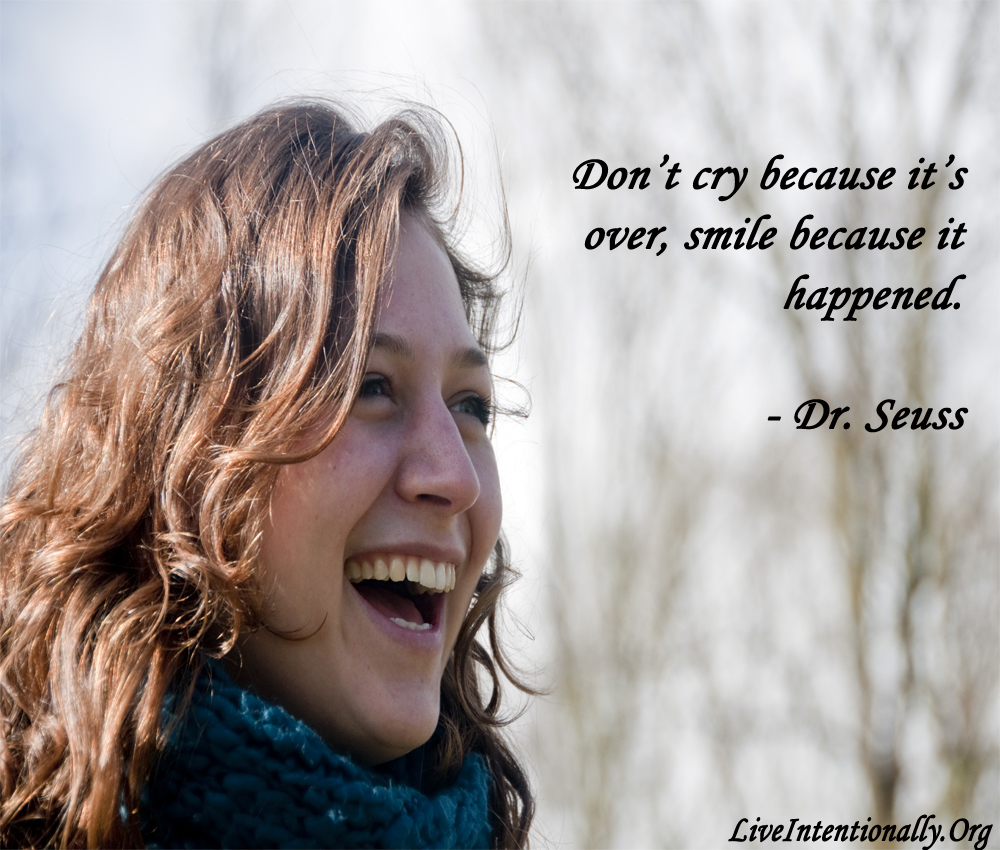 Don't cry because it's
over, smile because it
happened.
- Dr. Seuss
LiveIntentionally.Org